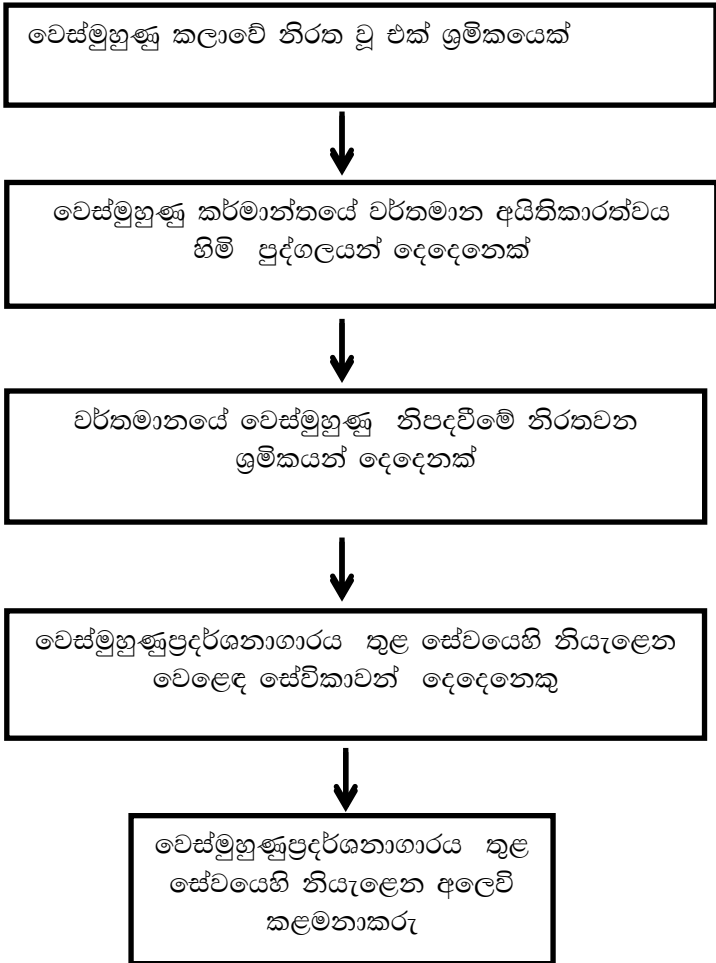 වෙස්මුහුණු කලාවේ නිරත වූ එක් ශ්‍රමිකයෙක්
වෙස්මුහුණු කර්මාන්තයේ වර්තමාන අයිතිකාරත්වය
හිමි පුද්ගලයන් දෙදෙනෙක්
වර්තමානයේ වෙස්මුහුණු නිපදවීමේ නිරතවන
ශ්‍රමිකයන් දෙදෙනක්
වෙස්මුහුණුප්‍රදර්ශනාගාරය තුළ සේවයෙහි නියැළෙන
වෙළෙඳ සේවිකාවන් දෙදෙනෙකු
වෙස්මුහුණුප්‍රදර්ශනාගාරය තුළ
සේවයෙහි නියැළෙන අලෙවි
කළමනාකරු